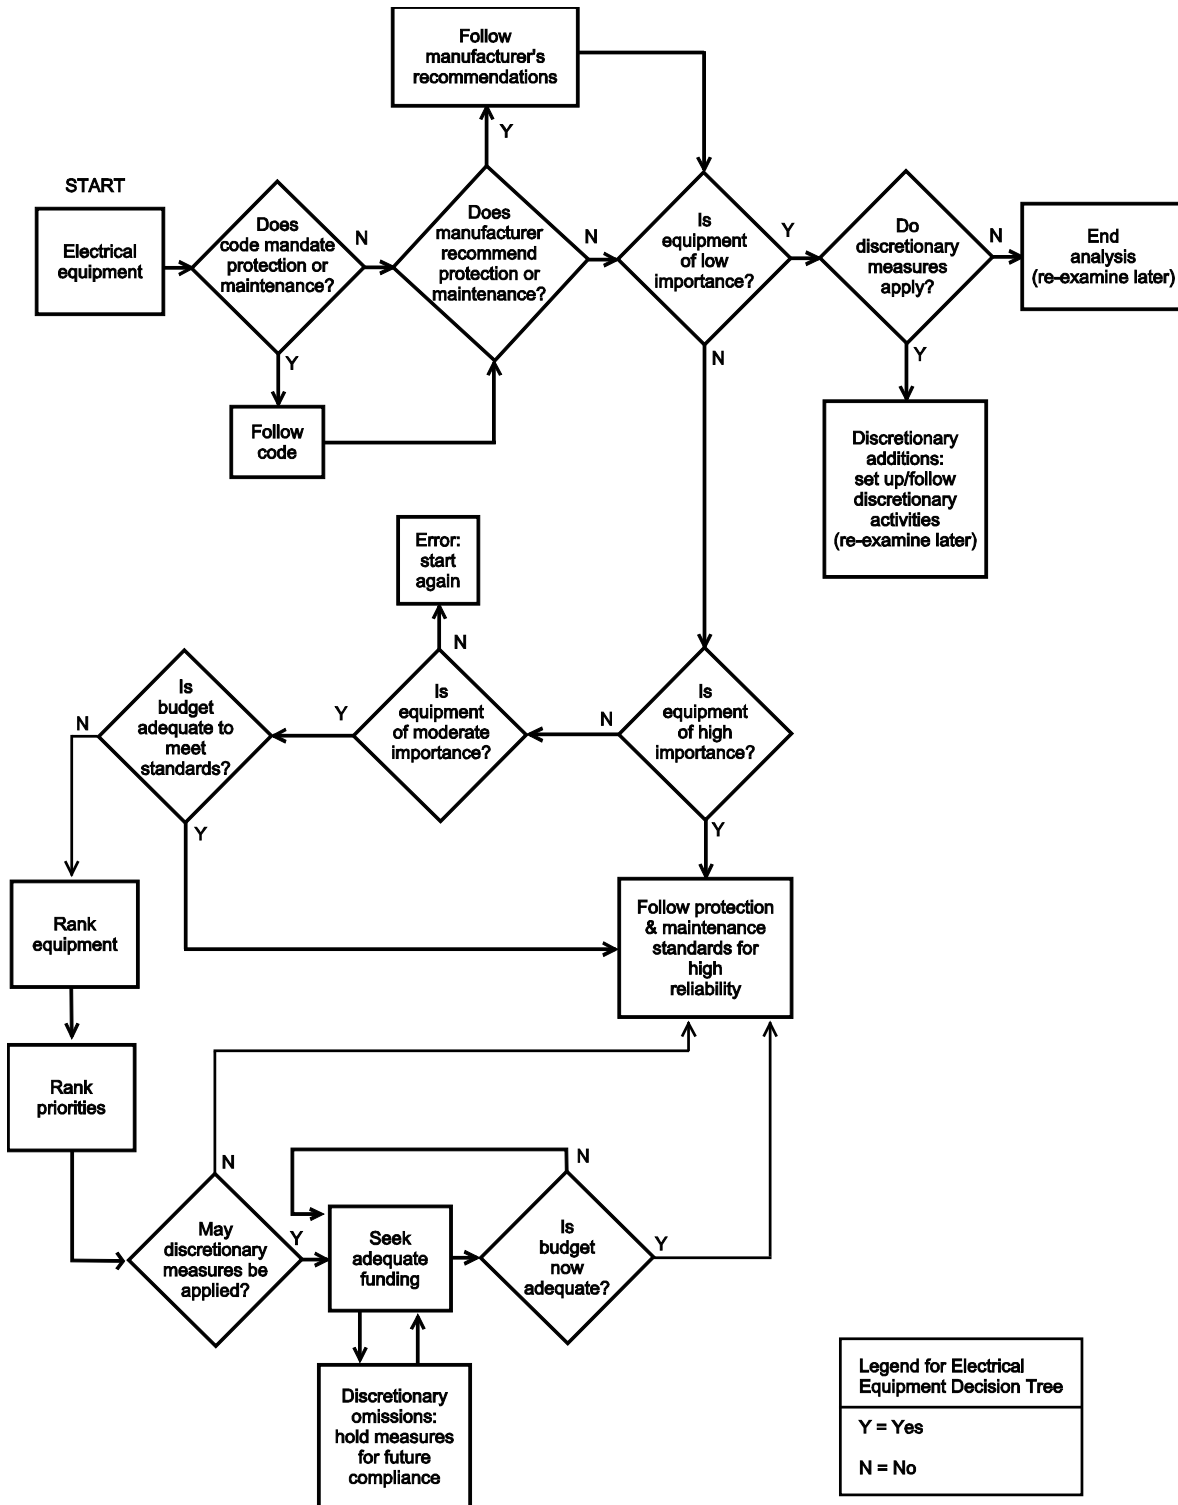 Follow
manufacturer's
recommendations
Y
START
Electrical
equipment
Does
code mandate
protection or
maintenance?
N
Y
Follow
code
Does
manufacturer
recommend
protection or
maintenance?
N
Is
equipment
of low
importance?
Y
N
Do
discretionary
measures
apply?
N
Y
End
analysis
(re-examine later)
Discretionary
additions:
set up/follow
discretionary
activities
(re-examine later)
Error:
start
again
N
Is
budget
adequate to
meet
standards?
N
Y
Y
Is
equipment
of moderate
importance?
N
Is
equipment
of high
importance?
Y
Rank
equipment
Follow protection
& maintenance
standards for
high
reliability
Rank
priorities
N
May
discretionary
measures be
applied?
Y
Seek
adequate
funding
N
Is
budget
now
adequate?
Y
Discretionary
omissions:
hold measures
for future
compliance
Legend for Electrical
Equipment Decision Tree
Y = Yes
N = No